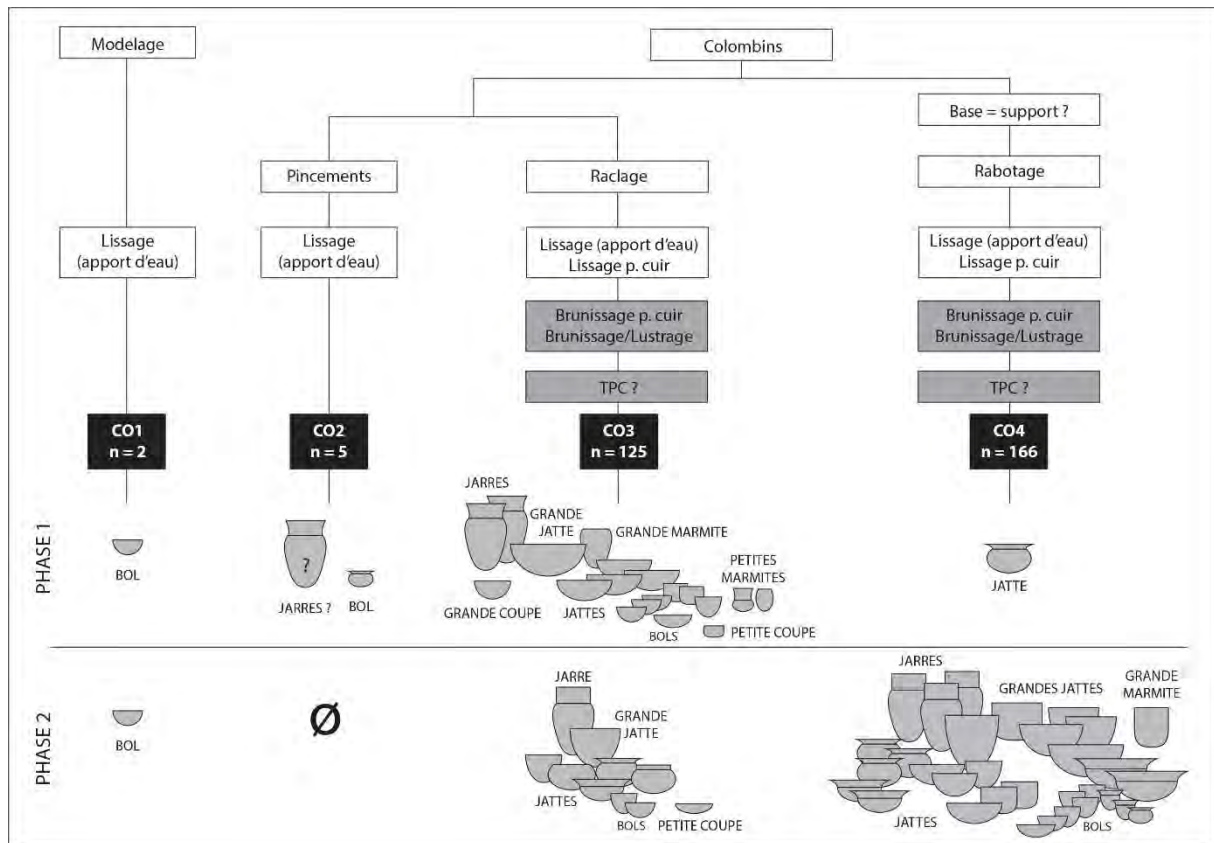 Modelage
Colombins
Base = support ?
Pincements
Raclage
Rabotage
Lissage
(apport d'eau)
Lissage
(apport d'eau)
Lissage (apport d'eau)
Lissage p. cuir
Lissage (apport d'eau)
Lissage p. cuir
Brunissage p. cuir
Brunissage/Lustrage
Brunissage p. cuir
Brunissage/Lustrage
TPC ?
TPC ?
CO1
n = 2
CO2
n = 5
CO3
n = 125
CO4
n = 166
PHASE 1
BOL
?
JARRES ?
BOL
JARRES
GRANDE
JATTE
GRANDE MARMITE
PETITES
MARMITES
GRANDE COUPE
JATTES
BOLS
PETITE COUPE
JATTE
PHASE 2
BOL
Ø
JARRE
GRANDE
JATTE
JATTES
BOLS
PETITE COUPE
JARRES
GRANDES JATTES
GRANDE
MARMITE
JATTES
BOLS